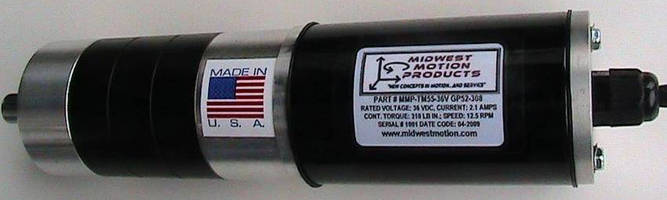 MADE IN
U. S. A.
MIDWEST
MOTION
PRODUCTS
"NEW CONCEPTS IN MOTION...AND SERVICE"
PART # MMP-TM55-36V GP52-308
RATED VOLTAGE: 36 VDC, CURRENT: 2.1 AMPS
CONT. TORQUE: 318 LB IN.; SPEED: 12.5 RPM
SERIAL # 1001 DATE CODE: 04-2009
www.midwestmotion.com